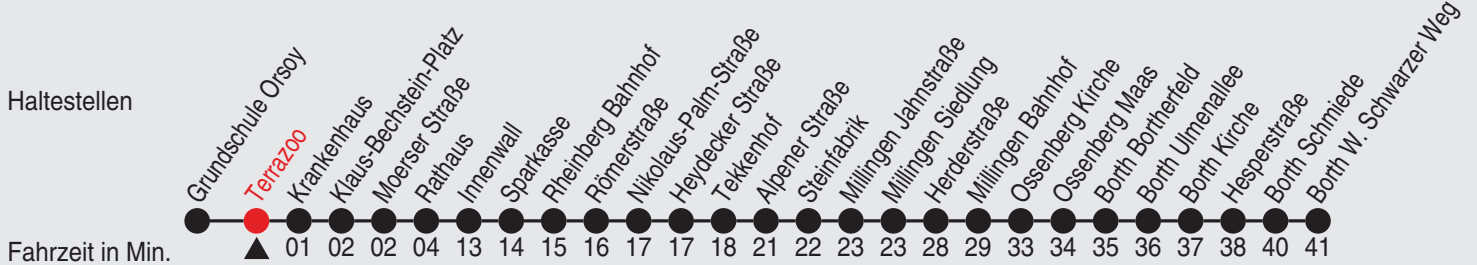 Haltestellen
Grundschule Orsoy
Terrazoo
Krankenhaus
Klaus-Bechstein-Platz
Moerser Straße
Rathaus
Innenwall
Sparkasse
Rheinberg Bahnhof
Römerstraße
Nikolaus-Palm-Straße
Heydecker Straße
Tekkenhof
Alpener Straße
Steinfabrik
Millingen Jahnstraße
Millingen Siedlung
Herderstraße
Millingen Bahnhof
Ossenberg Kirche
Ossenberg Maas
Borth Bortherfeld
Borth Ulmenallee
Borth Kirche
Hesperstraße
Borth Schmiede
Borth W. Schwarzer Weg
Fahrzeit in Min. 01 02 02 04 13 14 15 16 17 17 18 21 22 23 23 28 29 33 34 35 36 37 38 40 41